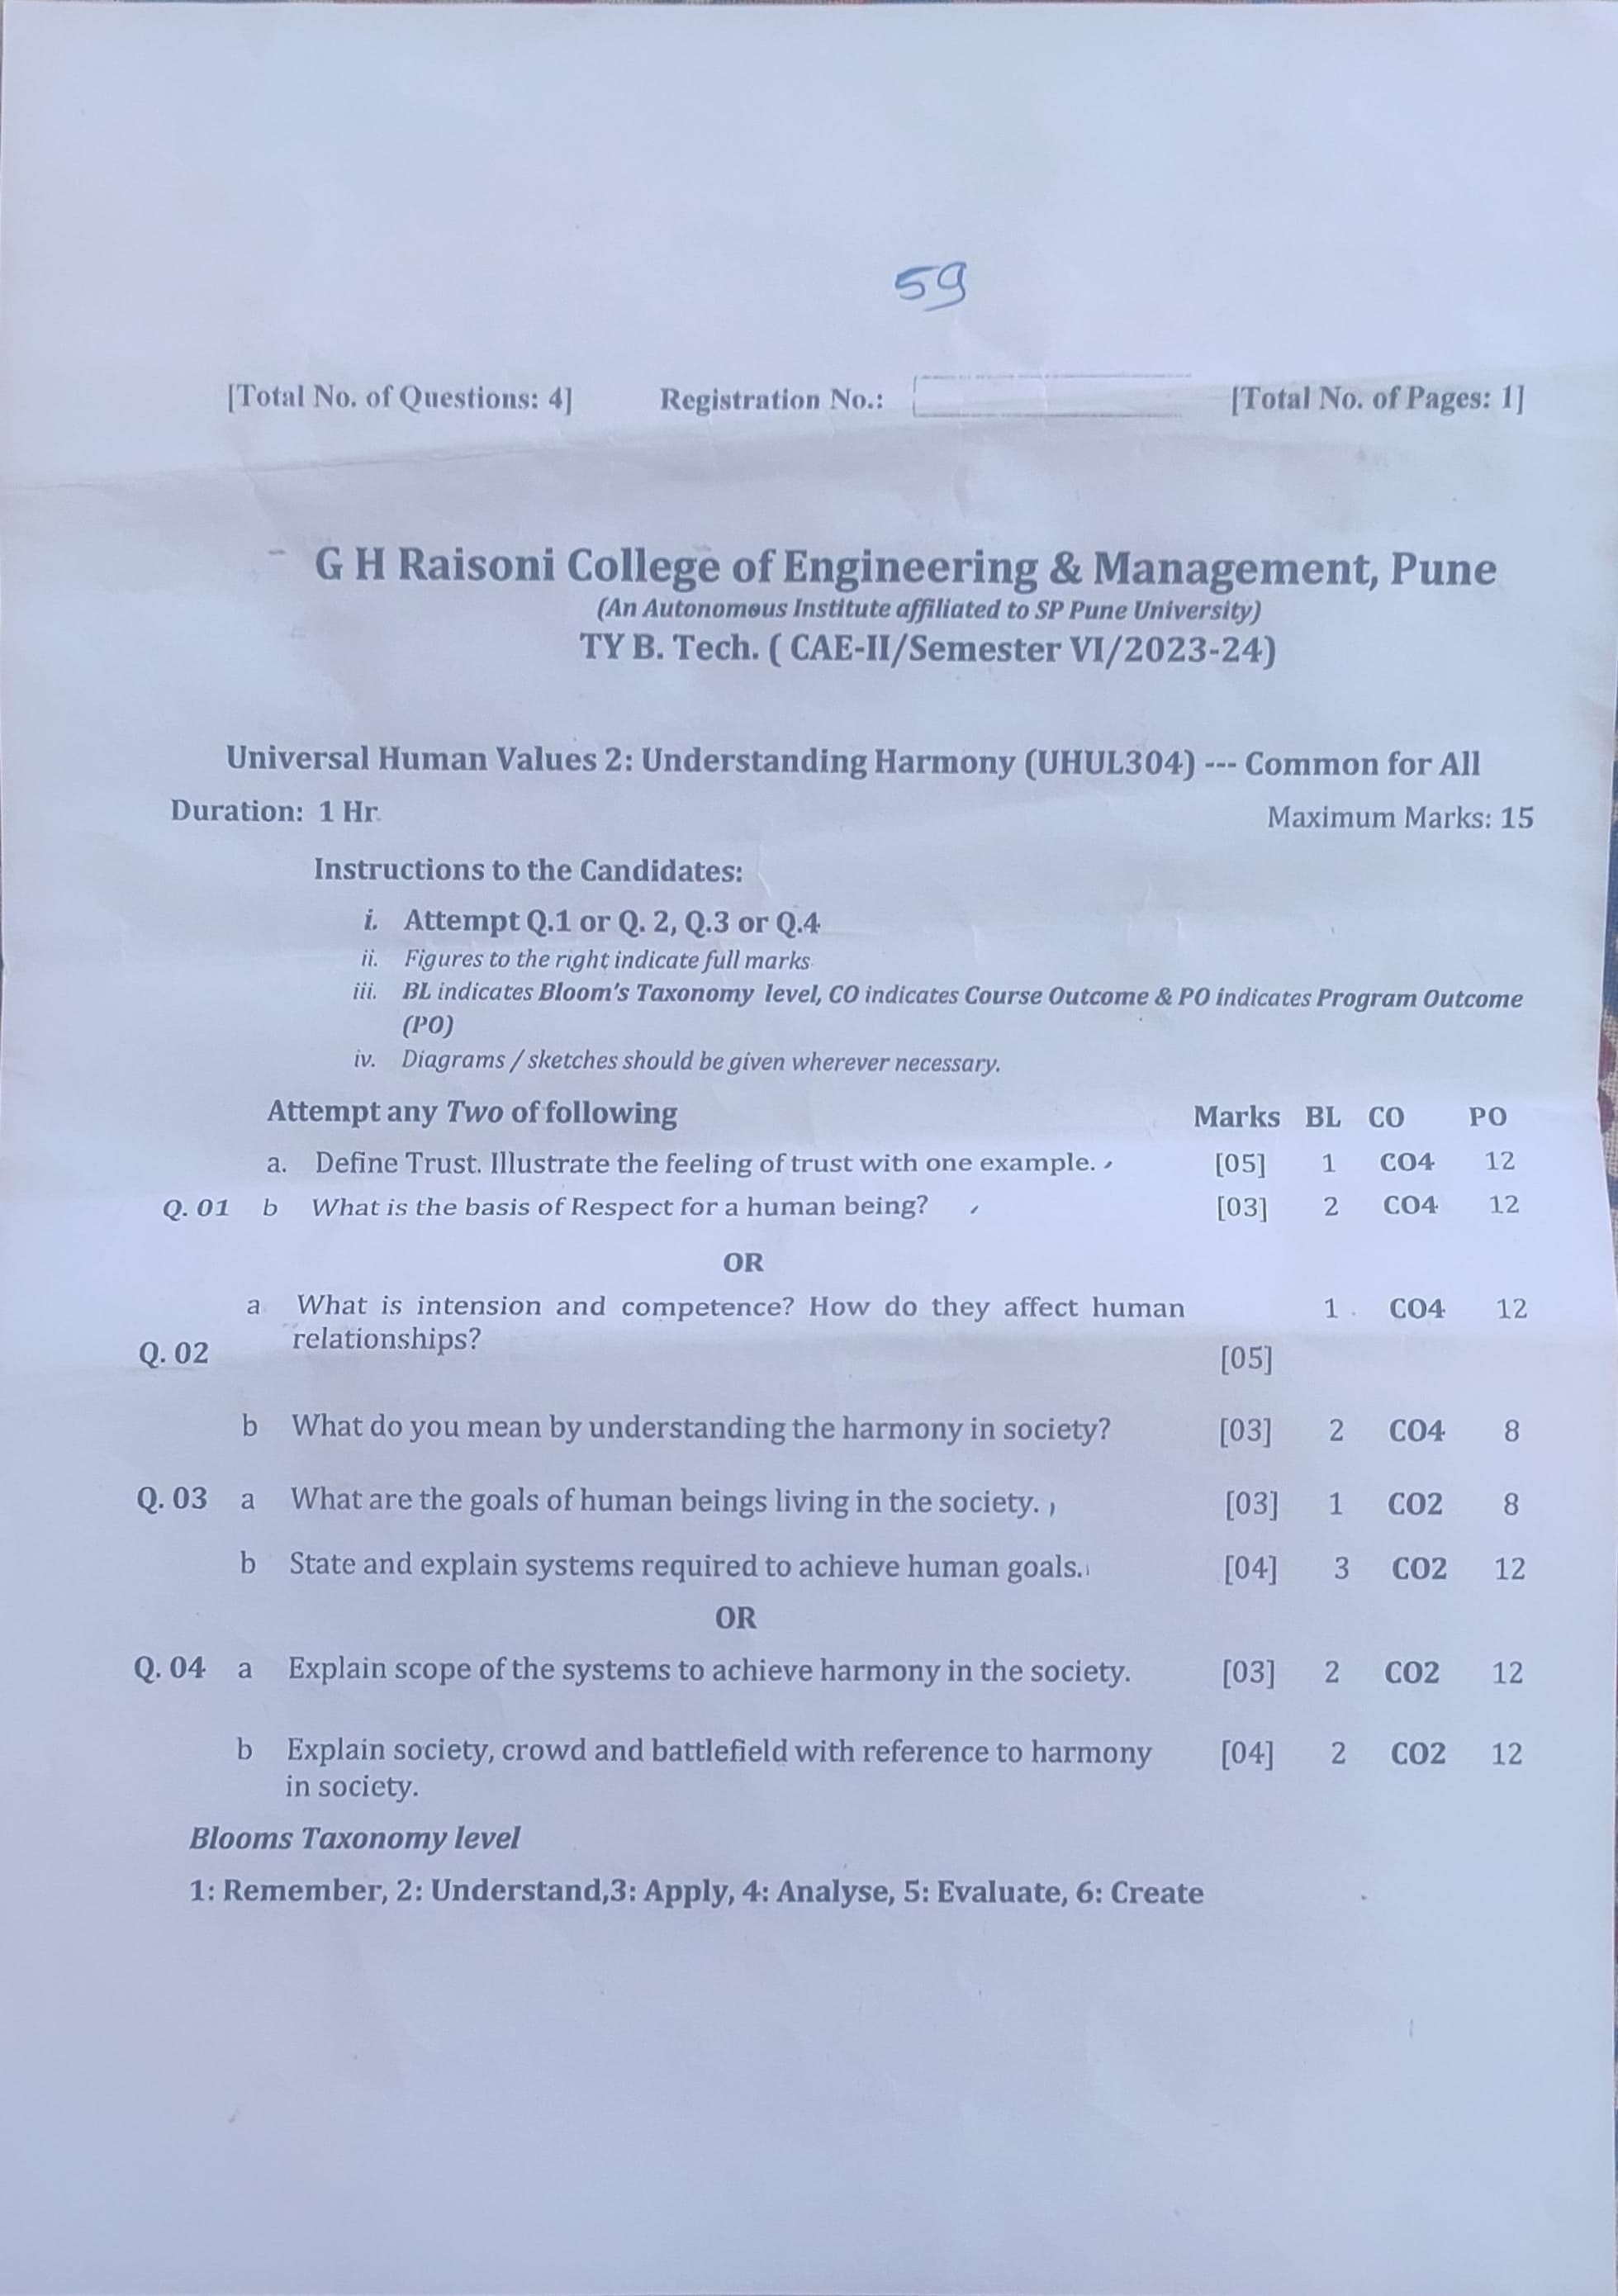 59
[Total No. of Questions: 4] Registration No.: [Total No. of Pages: 1]
G H Raisoni College of Engineering & Management, Pune
(An Autonomous Institute affiliated to SP Pune University)
TY B. Tech. ( CAE-II/Semester VI/2023-24)
Universal Human Values 2: Understanding Harmony (UHUL304) --- Common for All
Duration: 1 Hr. Maximum Marks: 15
Instructions to the Candidates:
i. Attempt Q.1 or Q. 2, Q.3 or Q.4
ii. Figures to the right indicate full marks
iii. BL indicates Bloom's Taxonomy level, CO indicates Course Outcome & PO indicates Program Outcome
(PO)
iv. Diagrams / sketches should be given wherever necessary.
Attempt any Two of following Marks BL CO PO
a. Define Trust. Illustrate the feeling of trust with one example. [05] 1 CO4 12
Q. 01 b What is the basis of Respect for a human being? [03] 2 CO4 12
OR
a What is intension and competence? How do they affect human 1 CO4 12
relationships?
Q. 02 [05]
b What do you mean by understanding the harmony in society? [03] 2 CO4 8
Q. 03 a What are the goals of human beings living in the society. [03] 1 CO2 8
b State and explain systems required to achieve human goals. [04] 3 CO2 12
OR
Q. 04 a Explain scope of the systems to achieve harmony in the society. [03] 2 CO2 12
b Explain society, crowd and battlefield with reference to harmony [04] 2 CO2 12
in society.
Blooms Taxonomy level
1: Remember, 2: Understand,3: Apply, 4: Analyse, 5: Evaluate, 6: Create